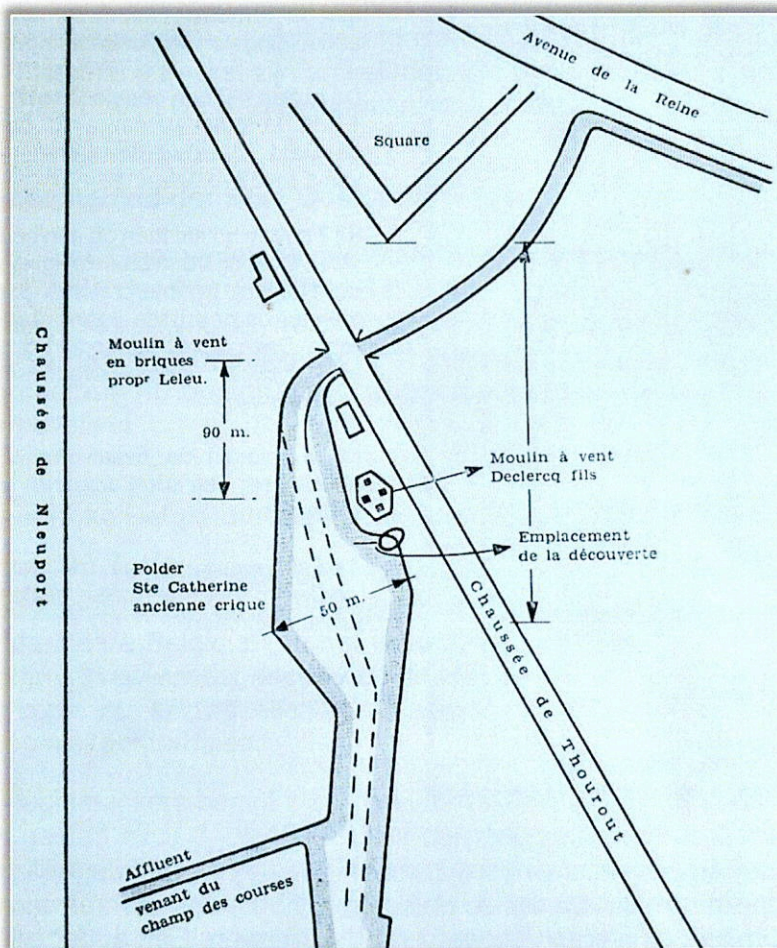 Avenue de la Reine
Square
Moulin à vent
en briques
propr Leleu.
90 m.
Chaussée de Nieuport
Moulin à vent
Declercq fils
Emplacement
de la découverte
Polder
Ste Catherine
ancienne crique
50 m.
Chaussée de Thourout
Affluent
venant du
champ des courses